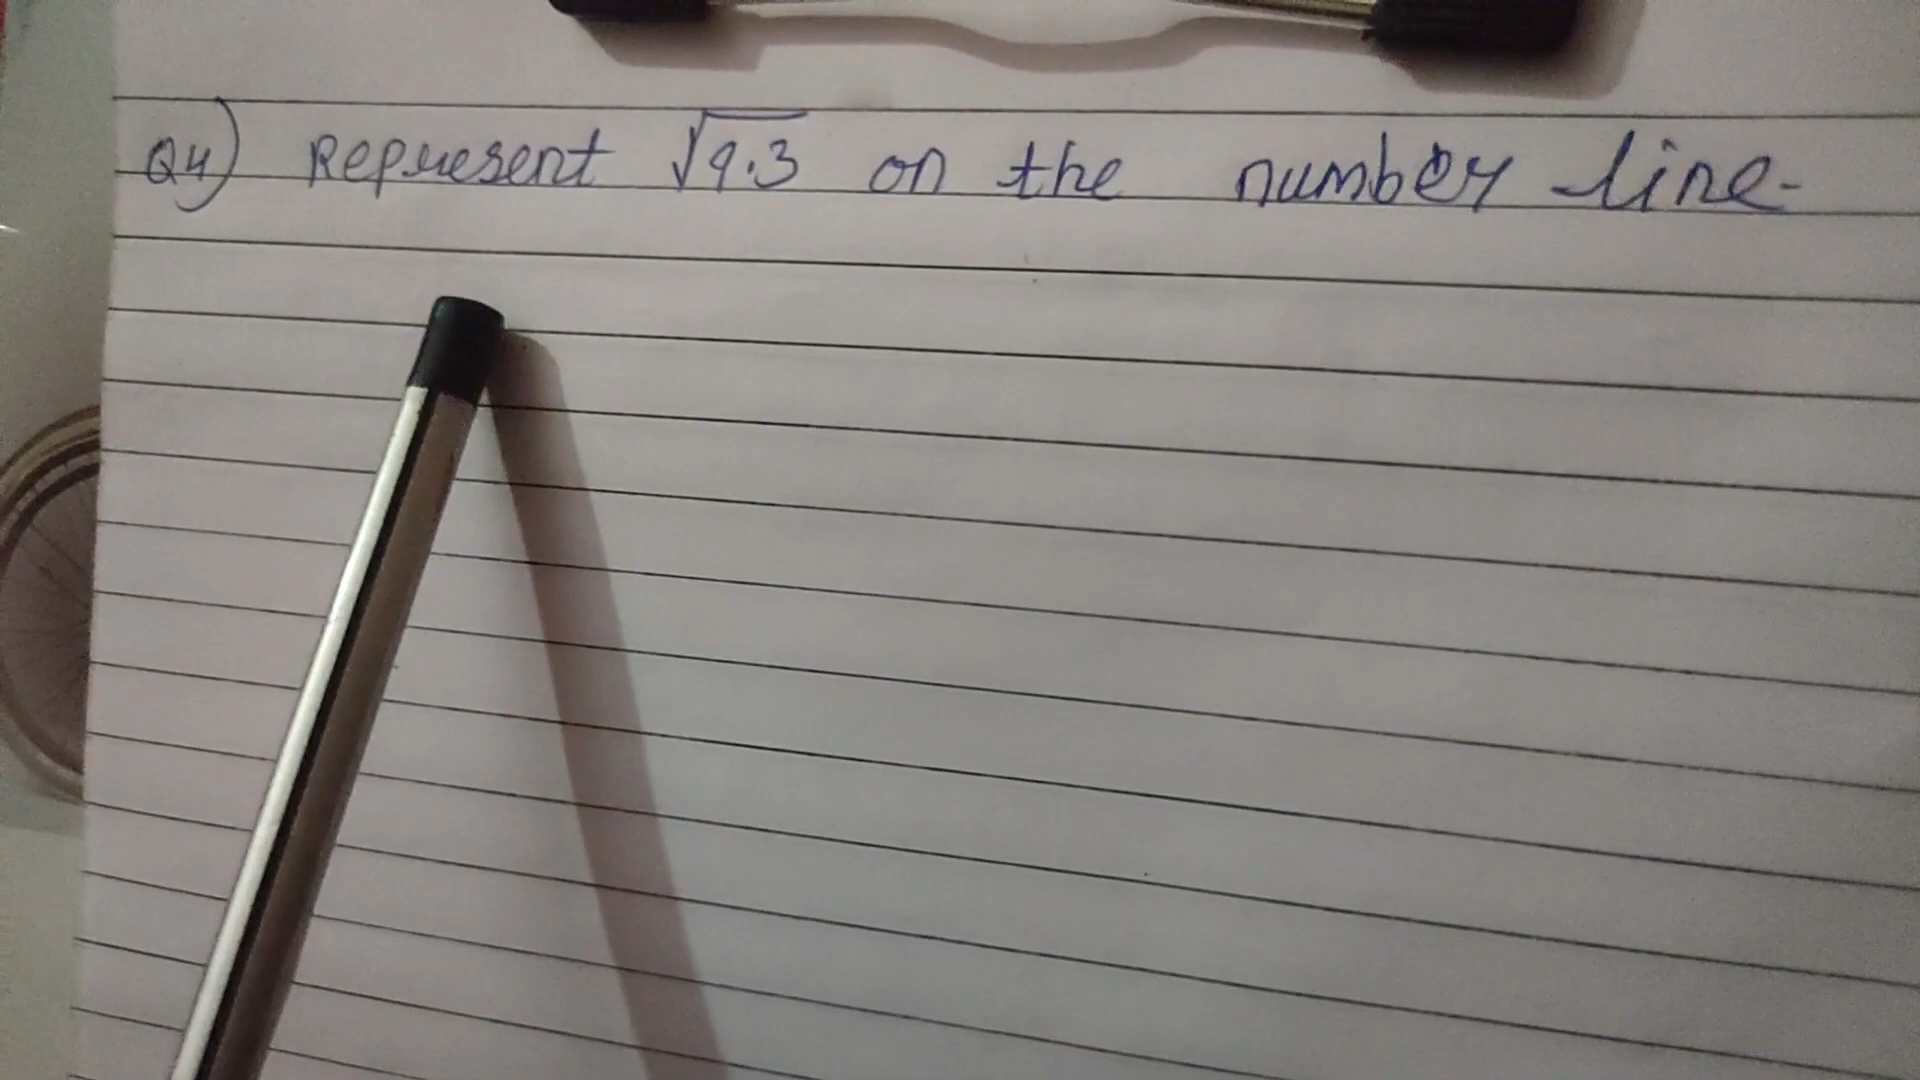 Q4) Represent √9.3 on the number line.